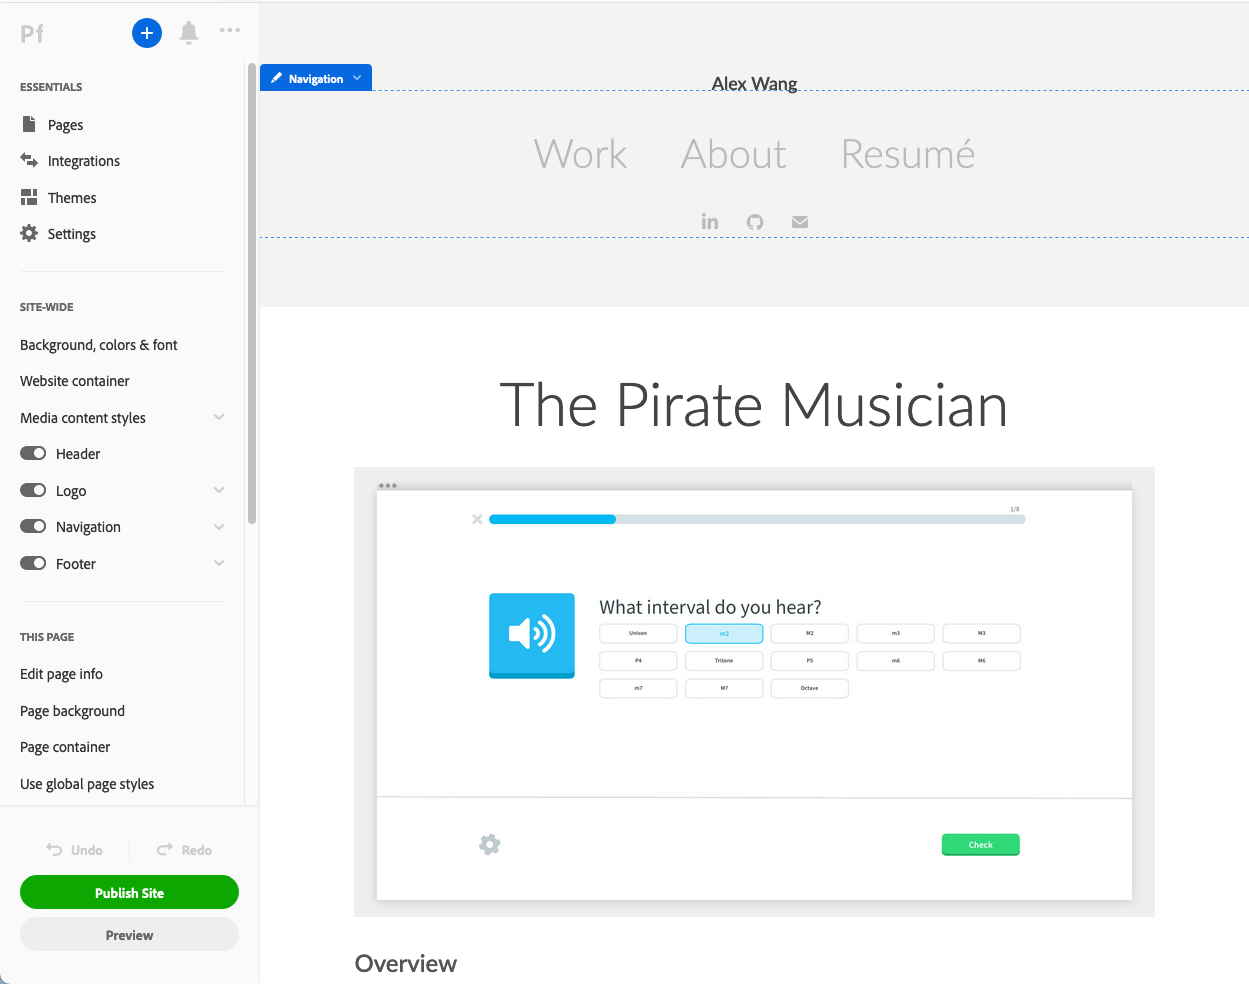 Pf
ESSENTIALS
Pages
Integrations
Themes
Settings
SITE-WIDE
Background, colors & font
Website container
Media content styles
Header
Logo
Navigation
Footer
THIS PAGE
Edit page info
Page background
Page container
Use global page styles
Undo Redo
Publish Site
Preview
Navigation
Alex Wang
Work About Resumé
in
The Pirate Musician
1/8
What interval do you hear?
Unison m2 M2 m3 M3
P4 Tritone P5 m6 M6
m7 M7 Octave
Check
Overview